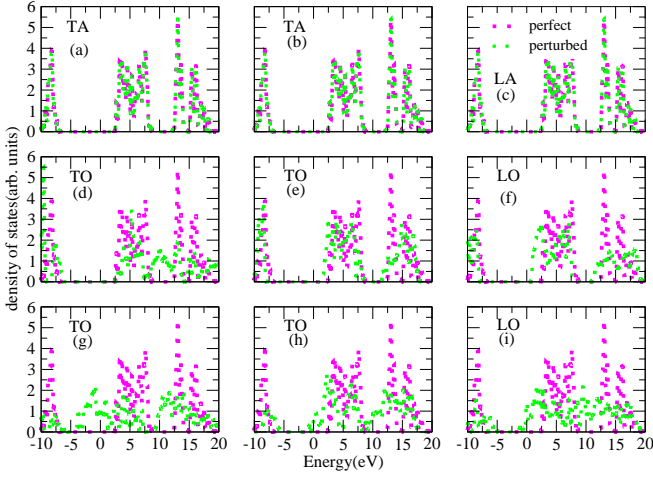 6
5
4
3
2
1
0
TA
(a)
TA
(b)
perfect
perturbed
LA
(c)
density of states(arb. units)
6
5
4
3
2
1
0
TO
(d)
TO
(e)
LO
(f)
6
5
4
3
2
1
0
TO
(g)
TO
(h)
LO
(i)
-10 -5 0 5 10 15 20
-10 -5 0 5 10 15 20
-10 -5 0 5 10 15 20
Energy(eV)